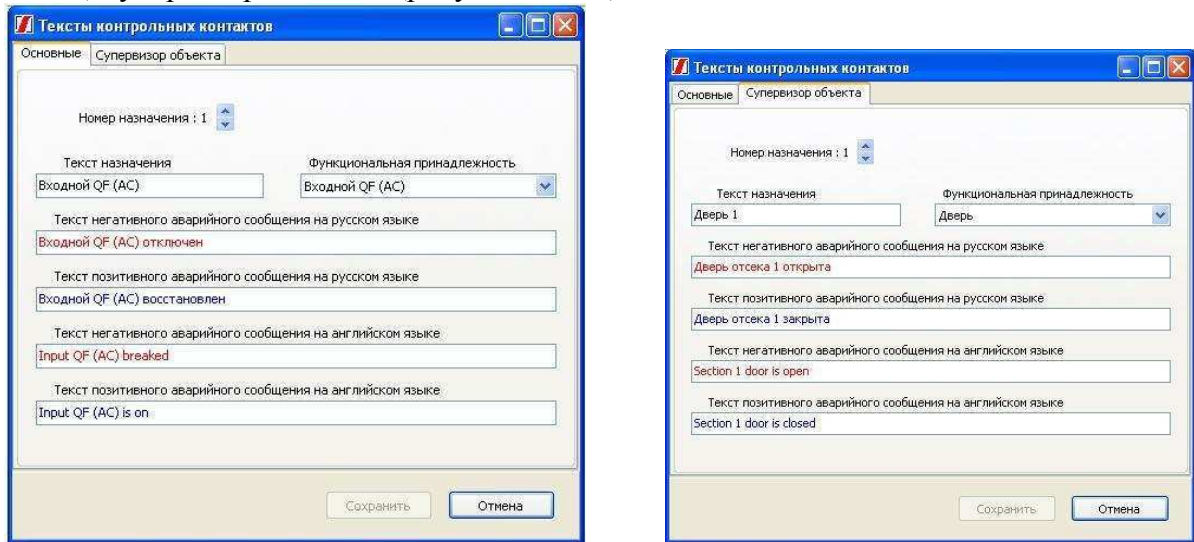 Тексты контрольных контактов
Основные Супервизор объекта
Номер назначения : 1
Текст назначения Функциональная принадлежность
Входной QF (AC) Входной QF (AC)
Текст негативного аварийного сообщения на русском языке
Входной QF (AC) отключен
Текст позитивного аварийного сообщения на русском языке
Входной QF (AC) восстановлен
Текст негативного аварийного сообщения на английском языке
Input QF (AC) breaked
Текст позитивного аварийного сообщения на английском языке
Input QF (AC) is on
Сохранить Отмена
Тексты контрольных контактов
Основные Супервизор объекта
Номер назначения : 1
Текст назначения Функциональная принадлежность
Дверь 1 Дверь
Текст негативного аварийного сообщения на русском языке
Дверь отсека 1 открыта
Текст позитивного аварийного сообщения на русском языке
Дверь отсека 1 закрыта
Текст негативного аварийного сообщения на английском языке
Section 1 door is open
Текст позитивного аварийного сообщения на английском языке
Section 1 door is closed
Сохранить Отмена